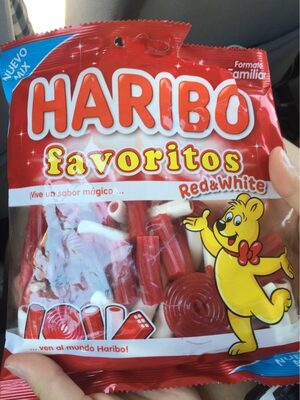 NUEVO
MIX
Formato
Familiar
HARIBO
favoritos
Red&White
¡Vive un sabor mágico ...
... ven al mundo Haribo!